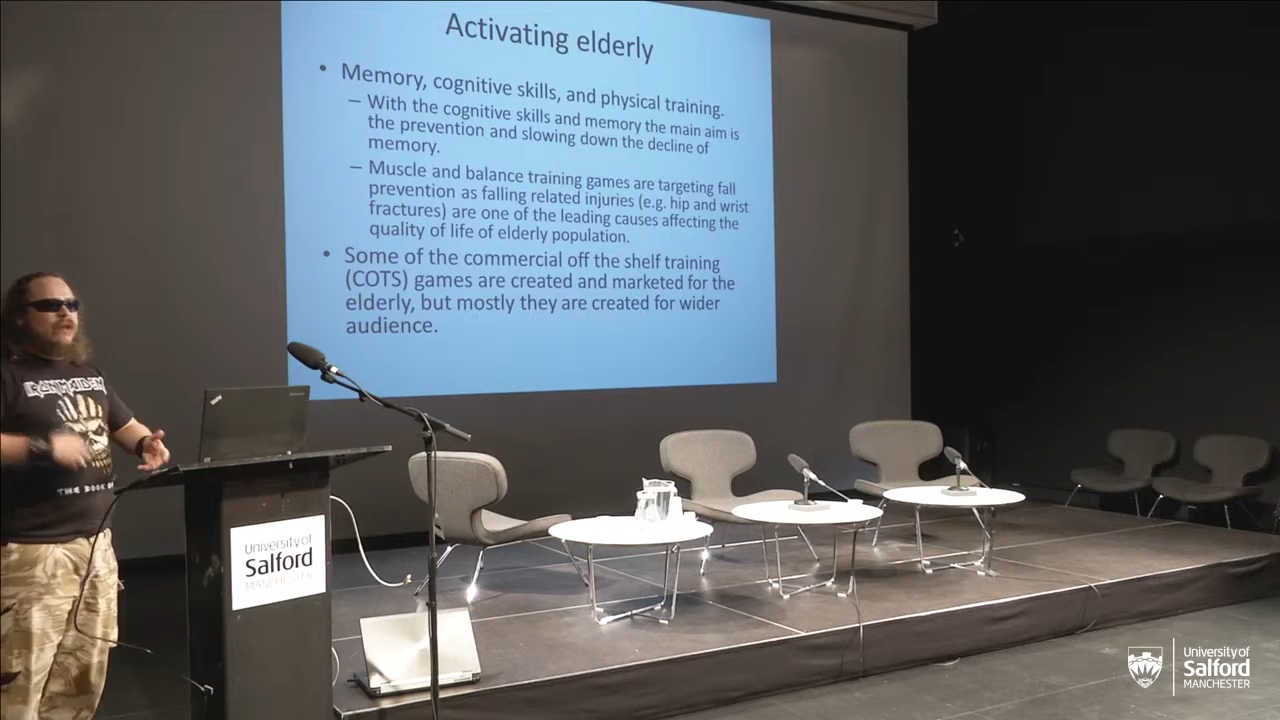 Activating elderly
• Memory, cognitive skills, and physical training.
– With the cognitive skills and memory the main aim is
the prevention and slowing down the decline of
memory.
– Muscle and balance training games are targeting fall
prevention as falling related injuries (e.g. hip and wrist
fractures) are one of the leading causes affecting the
quality of life of elderly population.
• Some of the commercial off the shelf training
(COTS) games are created and marketed for the
elderly, but mostly they are created for wider
audience.
IRON MAIDEN
THE BOOK OF
University of
Salford
MANCHESTER
University of
Salford
MANCHESTER